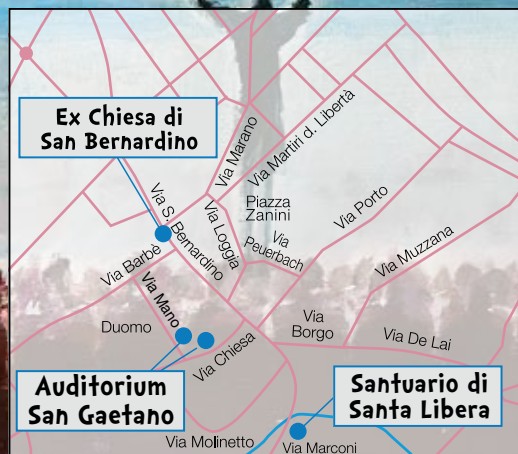 Ex Chiesa di
San Bernardino
Via Marano
Via Martiri d. Libertà
Piazza
Zanini
Via Porto
Via S. Bernardino
Via Loggia
Via
Peuerbach
Via Muzzana
Via Barbè
Via Mano
Duomo
Via Chiesa
Via
Borgo
Via De Lai
Auditorium
San Gaetano
Santuario di
Santa Libera
Via Molinetto
Via Marconi